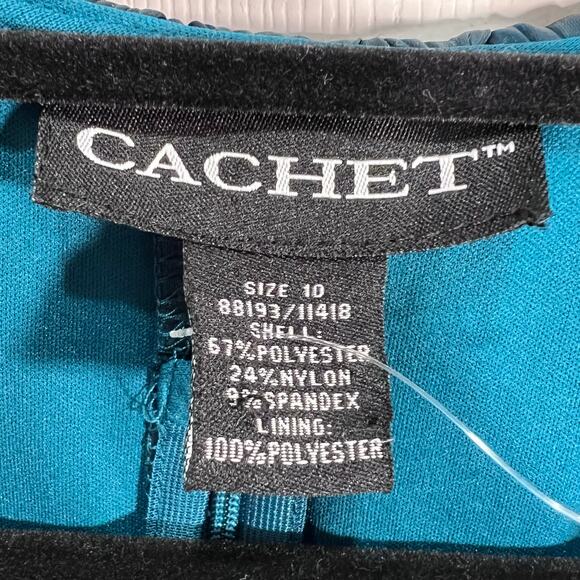 CACHET™
SIZE 10
88193/11418
SHELL:
67%POLYESTER
24%NYLON
9%SPANDEX
LINING:
100%POLYESTER